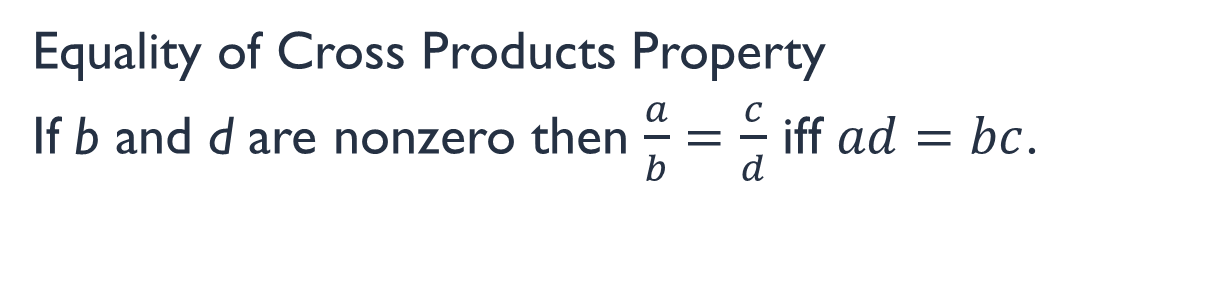 Equality of Cross Products Property
If b and d are nonzero then a/b = c/d iff ad = bc.